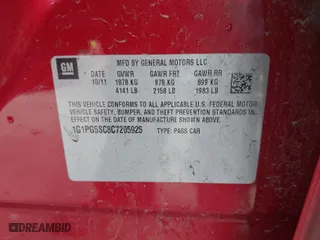 GM
MFD BY GENERAL MOTORS LLC
DATE GVWR GAWR FRT GAWR RR
10/11 1878 KG 979 KG 899 KG
4141 LB 2158 LB 1983 LB
THIS VEHICLE CONFORMS TO ALL APPLICABLE U.S. FEDERAL MOTOR
VEHICLE SAFETY, BUMPER, AND THEFT PREVENTION STANDARDS
IN EFFECT ON THE DATE OF MANUFACTURE SHOWN ABOVE.
1G1PG5SC8C7205925 TYPE: PASS CAR
DREAMBID